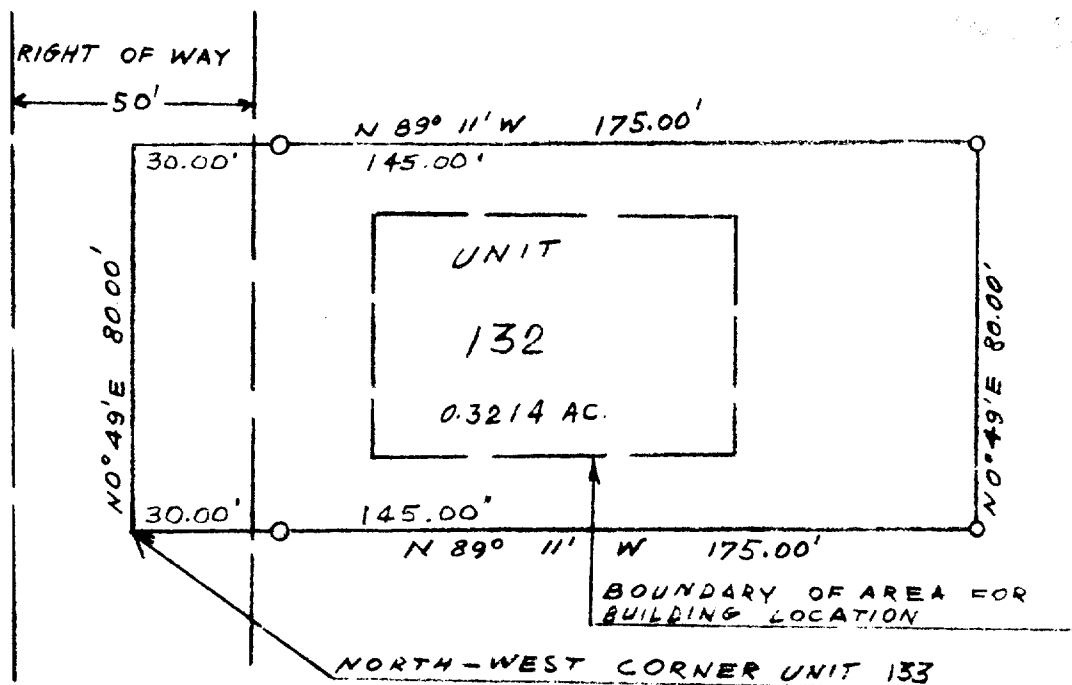 RIGHT OF WAY
50'
N 89° 11' W 175.00'
30.00' 145.00'
N 0° 49' E 80.00'
UNIT
132
0.3214 AC.
N 0° 49' E 80.00'
30.00' 145.00"
N 89° 11' W 175.00'
BOUNDARY OF AREA FOR
BUILDING LOCATION
NORTH-WEST CORNER UNIT 133